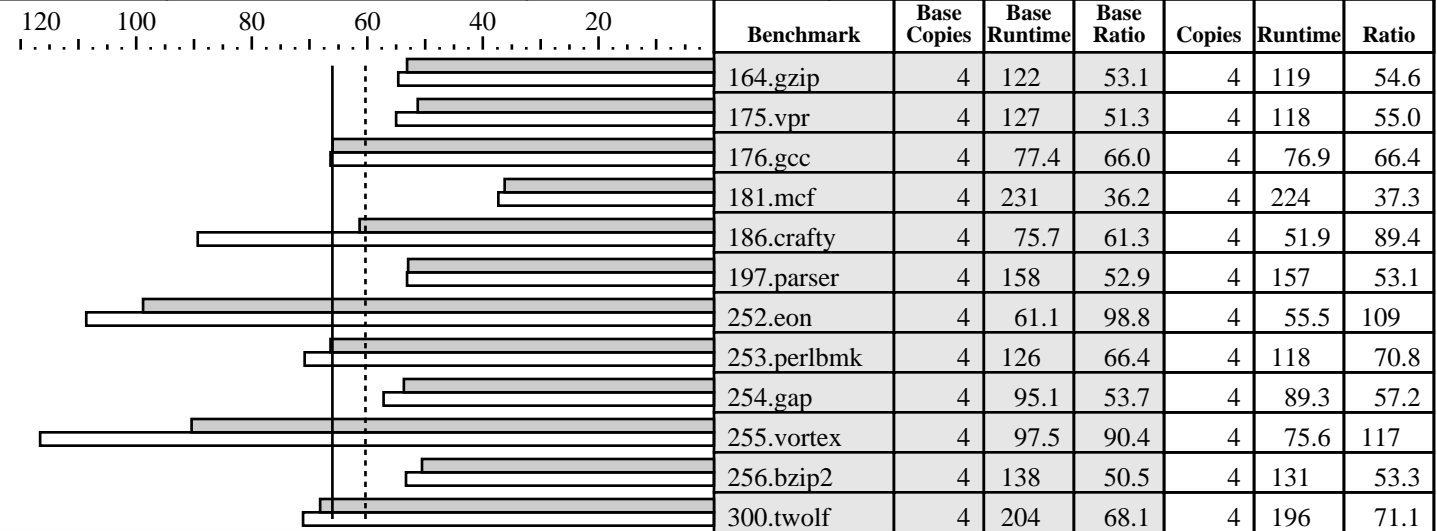 120 100 80 60 40 20
Benchmark Base Copies Base Runtime Base Ratio Copies Runtime Ratio
164.gzip 4 122 53.1 4 119 54.6
175.vpr 4 127 51.3 4 118 55.0
176.gcc 4 77.4 66.0 4 76.9 66.4
181.mcf 4 231 36.2 4 224 37.3
186.crafty 4 75.7 61.3 4 51.9 89.4
197.parser 4 158 52.9 4 157 53.1
252.eon 4 61.1 98.8 4 55.5 109
253.perlbmk 4 126 66.4 4 118 70.8
254.gap 4 95.1 53.7 4 89.3 57.2
255.vortex 4 97.5 90.4 4 75.6 117
256.bzip2 4 138 50.5 4 131 53.3
300.twolf 4 204 68.1 4 196 71.1